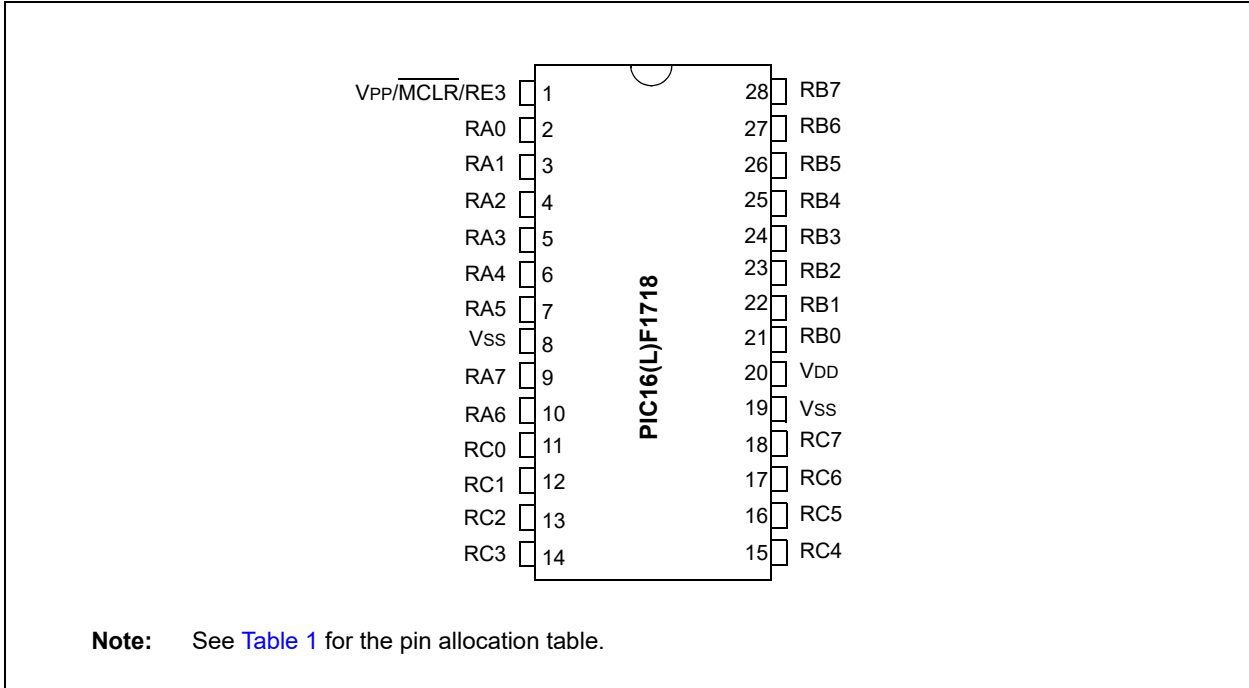 VPP/MCLR/RE3 1 28 RB7
RA0 2 27 RB6
RA1 3 26 RB5
RA2 4 25 RB4
RA3 5 24 RB3
RA4 6 23 RB2
RA5 7 22 RB1
VSS 8 21 RB0
RA7 9 20 VDD
RA6 10 19 VSS
RC0 11 18 RC7
RC1 12 17 RC6
RC2 13 16 RC5
RC3 14 15 RC4
PIC16(L)F1718
Note: See Table 1 for the pin allocation table.